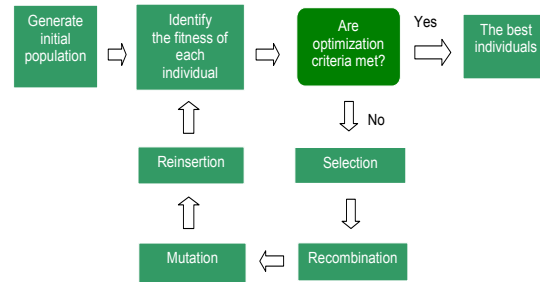 Generate
initial
population
Identify
the fitness of
each
individual
Are
optimization
criteria met?
Yes
The best
individuals
No
Reinsertion
Selection
Mutation
Recombination